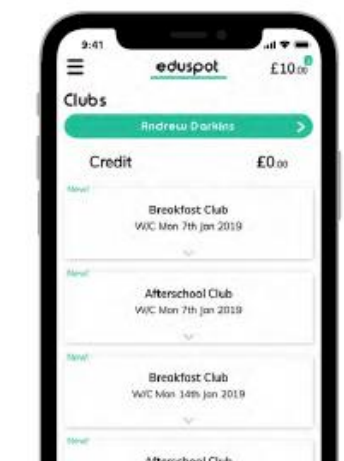 9:41
eduspot
£10.00
Clubs
Andrew Darkins
Credit
£0.00
New!
Breakfast Club
W/C Mon 7th Jan 2019
New!
Afterschool Club
W/C Mon 7th Jan 2019
New!
Breakfast Club
W/C Mon 14th Jan 2019
New!
Afterschool Club